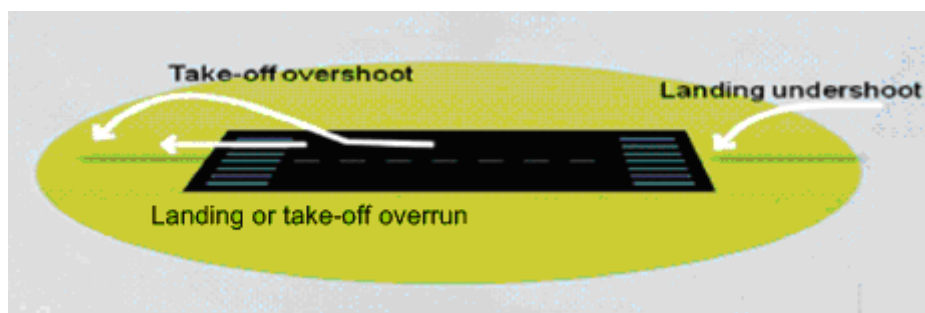 Take-off overshoot
Landing undershoot
Landing or take-off overrun